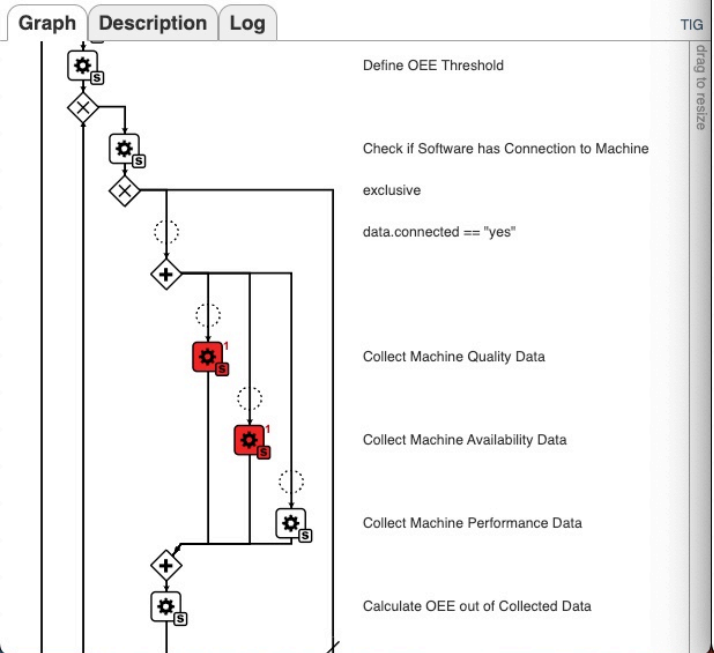 Graph Description Log
TIG
drag to resize
S
Define OEE Threshold
S
Check if Software has Connection to Machine
exclusive
data.connected == "yes"
1
S
Collect Machine Quality Data
1
S
Collect Machine Availability Data
S
Collect Machine Performance Data
S
Calculate OEE out of Collected Data